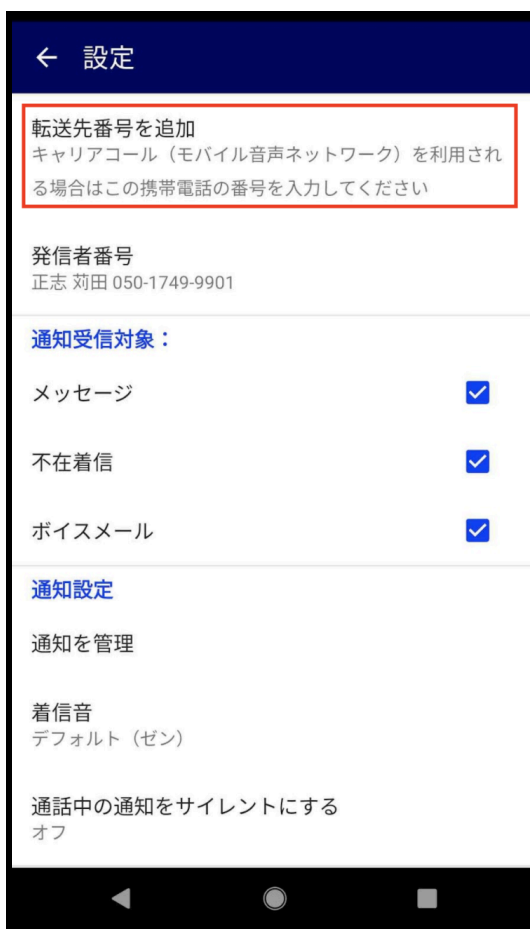 設定
転送先番号を追加
キャリアコール（モバイル音声ネットワーク）を利用され
る場合はこの携帯電話の番号を入力してください
発信者番号
正志 苅田 050-1749-9901
通知受信対象：
メッセージ
不在着信
ボイスメール
通知設定
通知を管理
着信音
デフォルト（ゼン）
通話中の通知をサイレントにする
オフ